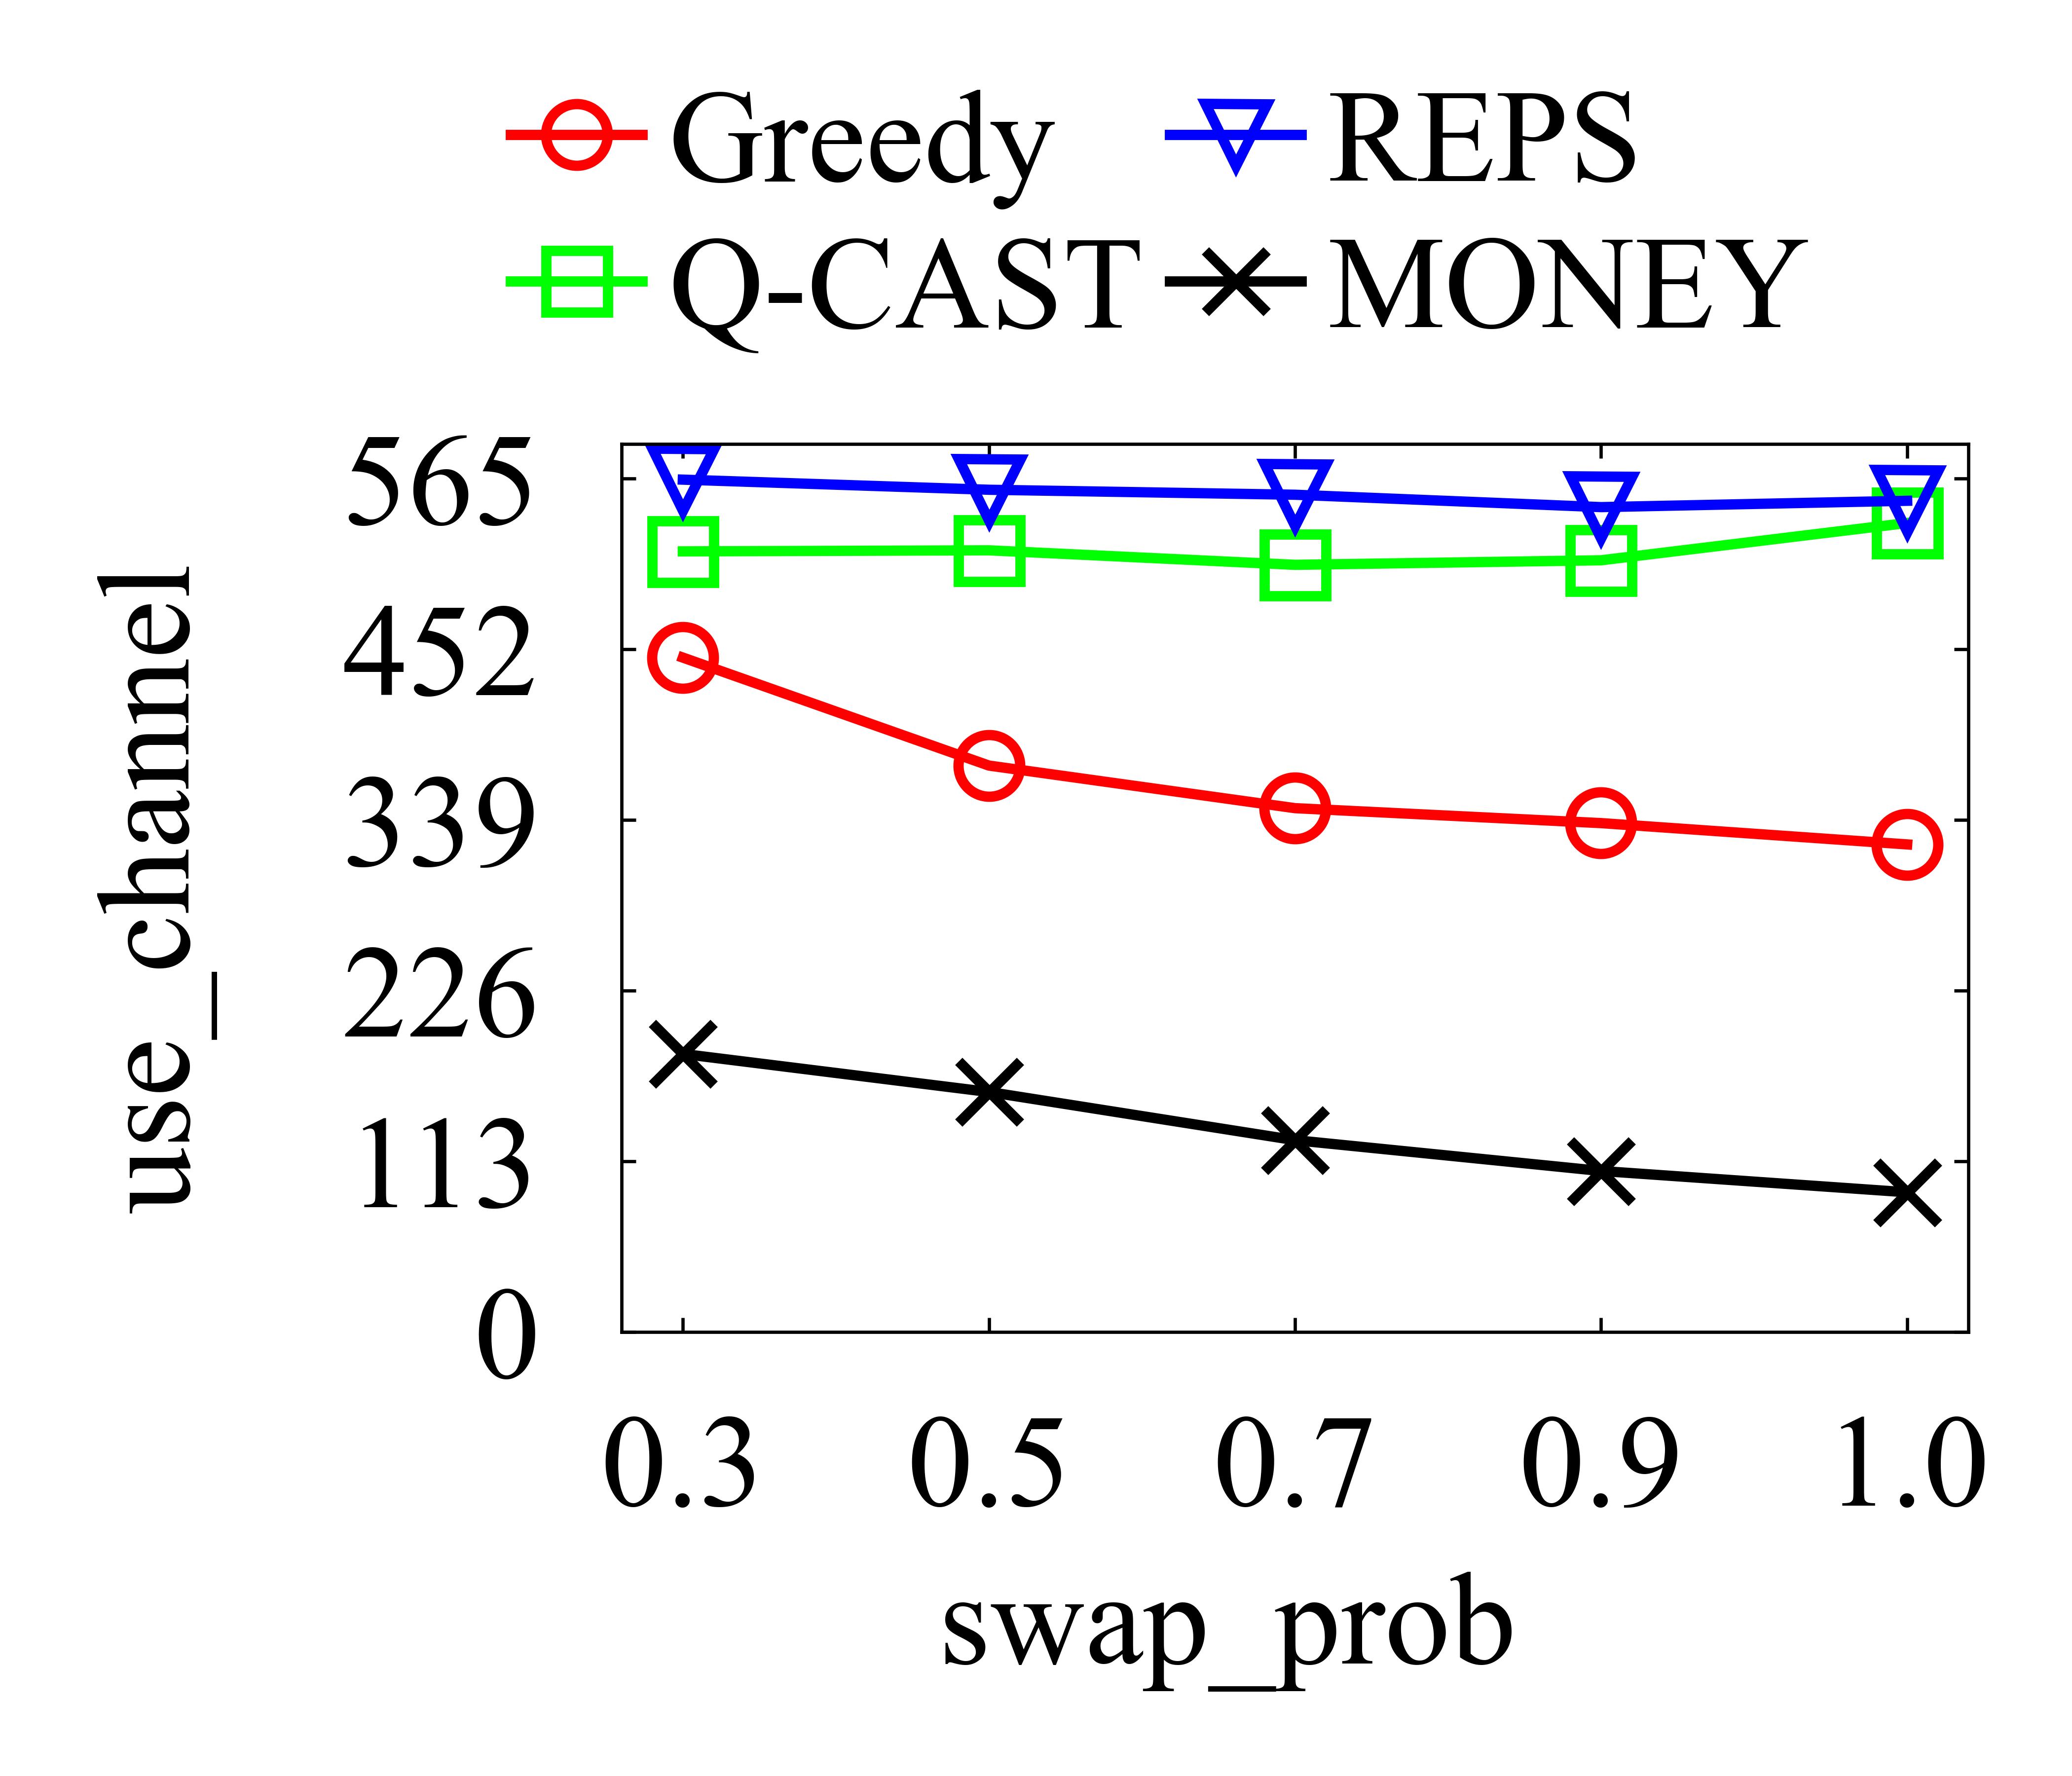 Greedy REPS
Q-CAST MONEY
565
452
339
226
113
0
use_channel
0.3 0.5 0.7 0.9 1.0
swap_prob